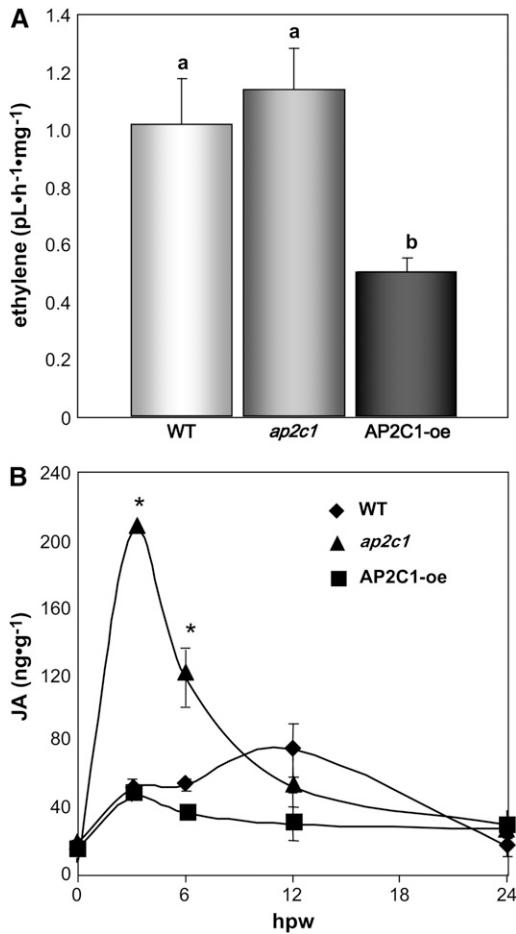 A
ethylene (pL•h-1•mg-1)
1.4
1.2
1.0
0.8
0.6
0.4
0.2
0
a
a
b
WT
ap2c1
AP2C1-oe
B
JA (ng•g-1)
240
200
160
120
80
40
0
*
*
WT
ap2c1
AP2C1-oe
0
6
12
18
24
hpw